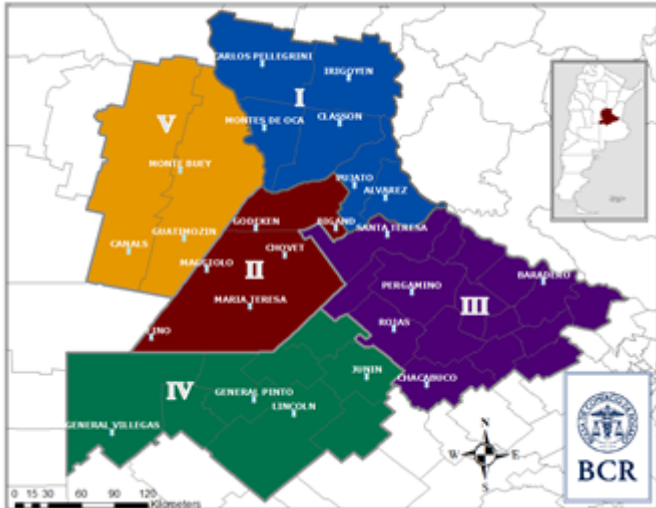 CARLOS PELLEGRINI
IRIGOYEN
I
MONTES DE OCA
CLASSON
V
MONTE BUEY
PUJATO
ALVAREZ
GODEKEN
BIGAND
SANTA TERESA
GUATIMOZIN
CANALS
CHOVET
MAGGIOLO
II
BARADERO
PERGAMINO
MARIA TERESA
III
ROJAS
INO
JUNIN
CHACABUCO
IV
GENERAL PINTO
LINCOLN
GENERAL VILLEGAS
N
W
E
S
BCR
0 15 30 60 90 120
Kilometers